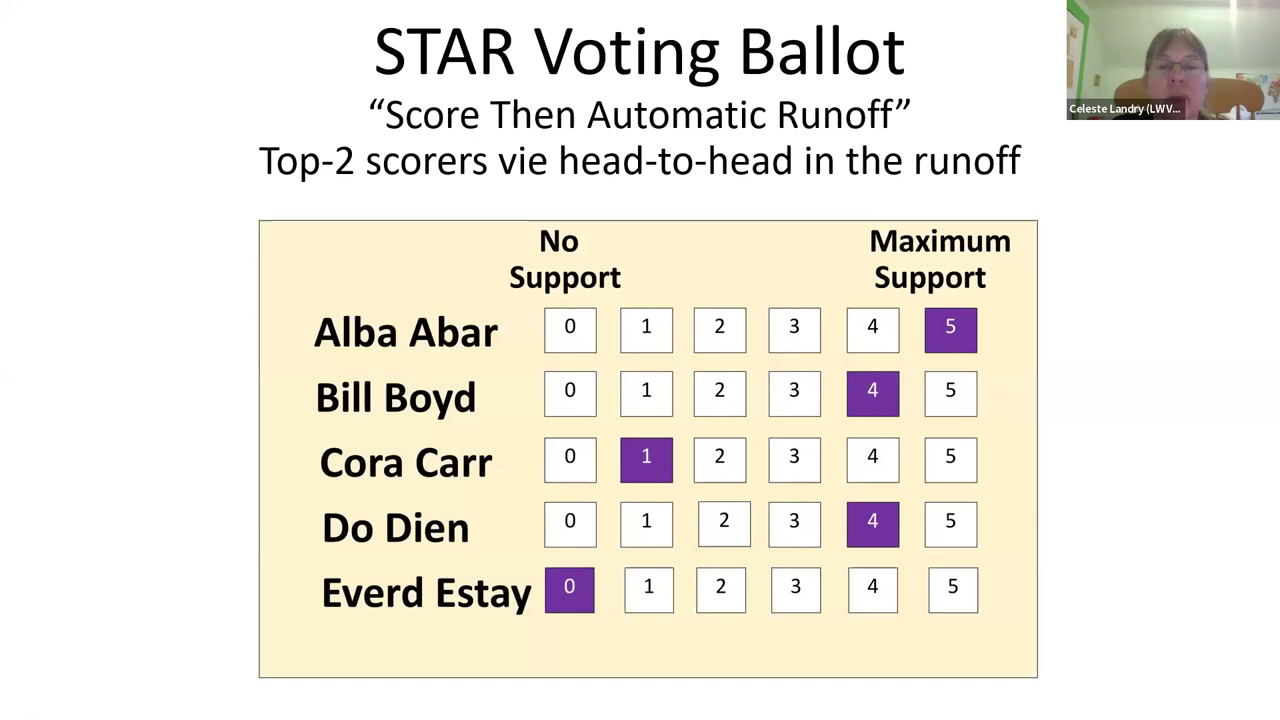 STAR Voting Ballot
“Score Then Automatic Runoff”
Top-2 scorers vie head-to-head in the runoff
Celeste Landry (LWV...
No Support
Maximum Support
Alba Abar 0 1 2 3 4 5
Bill Boyd 0 1 2 3 4 5
Cora Carr 0 1 2 3 4 5
Do Dien 0 1 2 3 4 5
Everd Estay 0 1 2 3 4 5